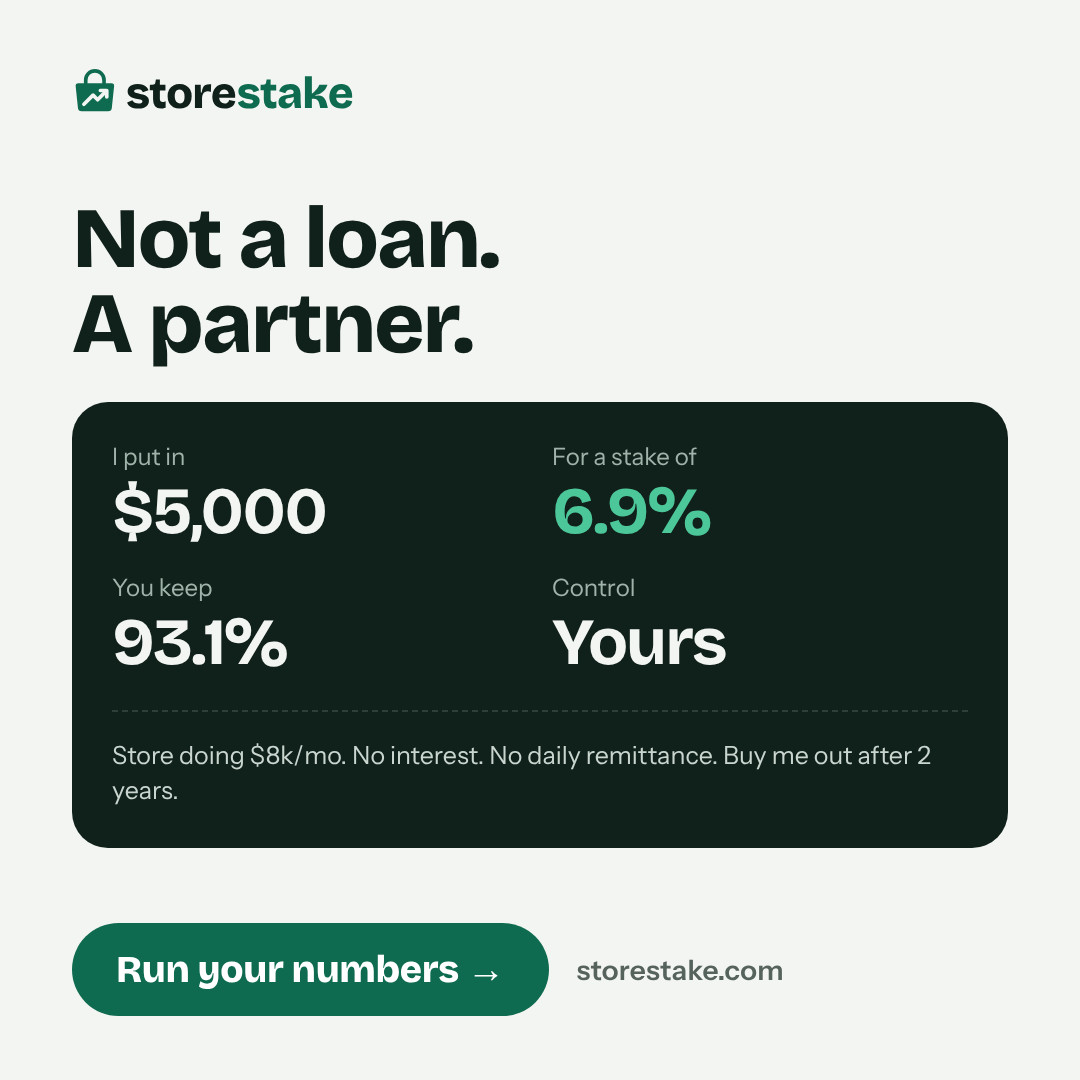 storestake
Not a loan.
A partner.
I put in
For a stake of
$5,000
6.9%
You keep
Control
93.1%
Yours
Store doing $8k/mo. No interest. No daily remittance. Buy me out after 2
years.
Run your numbers →
storestake.com